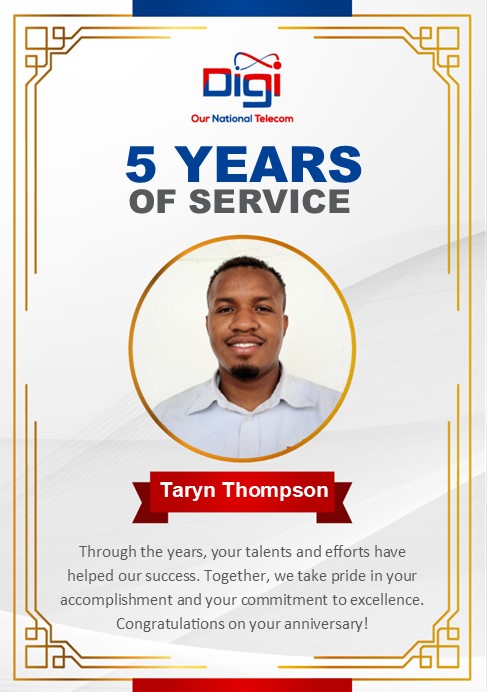 Digi
Our National Telecom
5 YEARS
OF SERVICE
Taryn Thompson
Through the years, your talents and efforts have
helped our success. Together, we take pride in your
accomplishment and your commitment to excellence.
Congratulations on your anniversary!